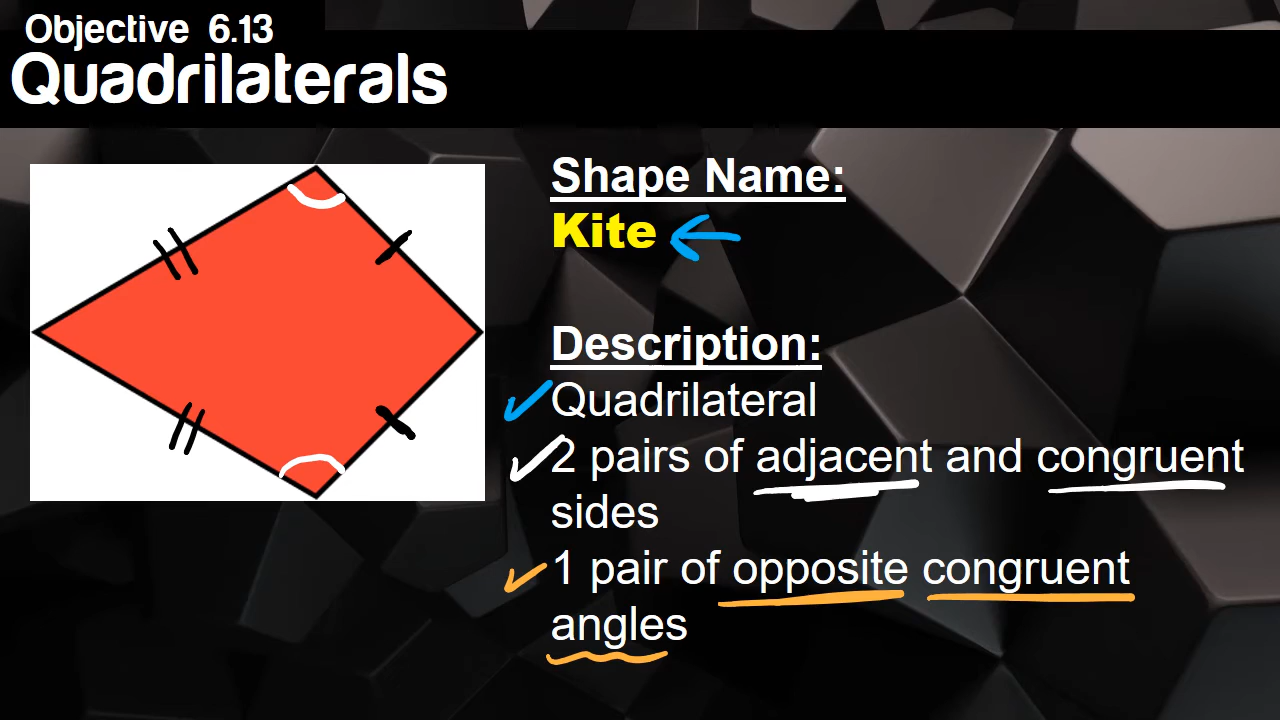 Objective 6.13
Quadrilaterals
Shape Name:
Kite
Description:
Quadrilateral
2 pairs of adjacent and congruent
sides
1 pair of opposite congruent
angles